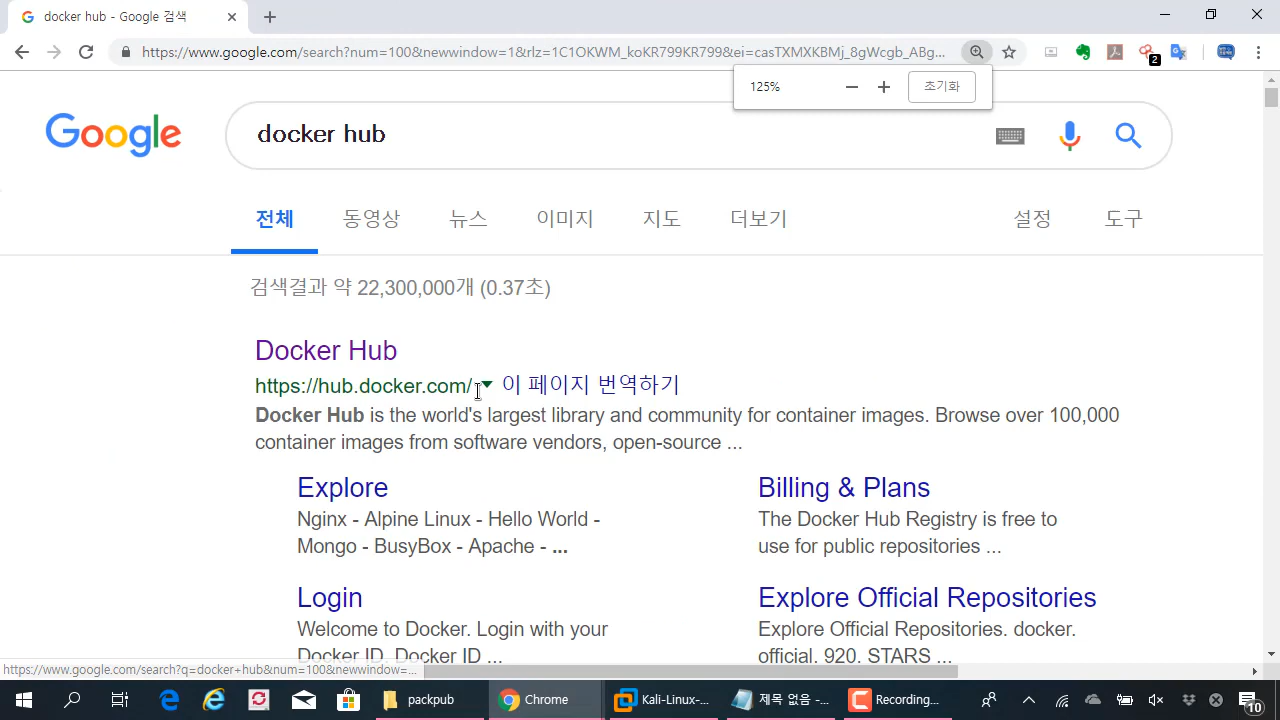 docker hub - Google 검색
https://www.google.com/search?num=100&newwindow=1&rlz=1C1OKWM_koKR799KR799&ei=casTXMXKBMj_8gWcgb_ABg...
2
125%
초기화
Google
docker hub
전체 동영상 뉴스 이미지 지도 더보기 설정 도구
검색결과 약 22,300,000개 (0.37초)
Docker Hub
https://hub.docker.com/ 이 페이지 번역하기
Docker Hub is the world's largest library and community for container images. Browse over 100,000
container images from software vendors, open-source ...
Explore
Nginx - Alpine Linux - Hello World -
Mongo - BusyBox - Apache - ...
Billing & Plans
The Docker Hub Registry is free to
use for public repositories ...
Login
Welcome to Docker. Login with your
Docker ID. Docker ID ...
Explore Official Repositories
Explore Official Repositories. docker.
official. 920. STARS ...
https://www.google.com/search?q=docker+hub&num=100&newwindow=...
packpub
Chrome
Kali-Linux-...
제목 없음 -...
Recording...
10